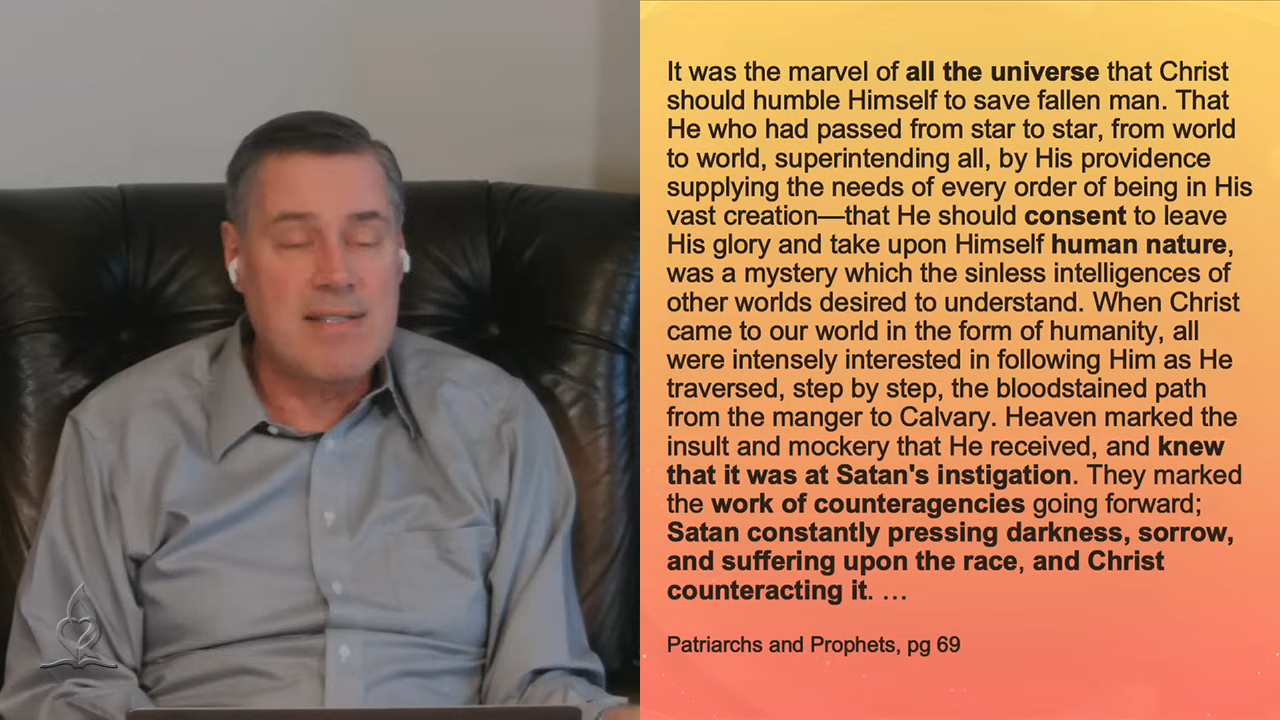 It was the marvel of all the universe that Christ
should humble Himself to save fallen man. That
He who had passed from star to star, from world
to world, superintending all, by His providence
supplying the needs of every order of being in His
vast creation—that He should consent to leave
His glory and take upon Himself human nature,
was a mystery which the sinless intelligences of
other worlds desired to understand. When Christ
came to our world in the form of humanity, all
were intensely interested in following Him as He
traversed, step by step, the bloodstained path
from the manger to Calvary. Heaven marked the
insult and mockery that He received, and knew
that it was at Satan's instigation. They marked
the work of counteragencies going forward;
Satan constantly pressing darkness, sorrow,
and suffering upon the race, and Christ
counteracting it. …
Patriarchs and Prophets, pg 69